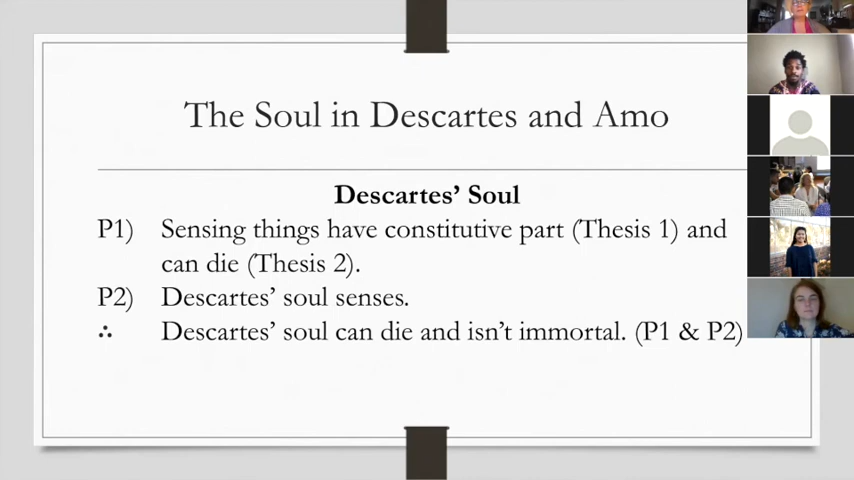 The Soul in Descartes and Amo
Descartes’ Soul
P1) Sensing things have constitutive part (Thesis 1) and
can die (Thesis 2).
P2) Descartes’ soul senses.
∴ Descartes’ soul can die and isn’t immortal. (P1 & P2)